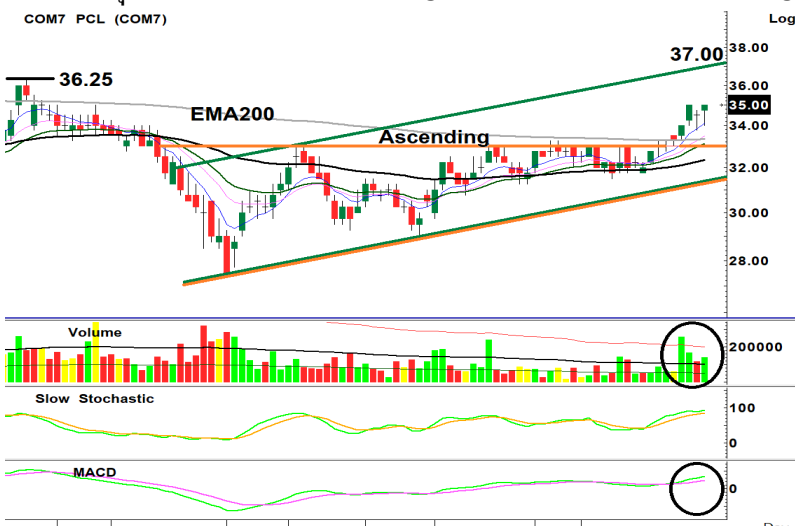 COM7 PCL (COM7)
Log
38.00
37.00
36.25
36.00
35.00
EMA200
34.00
Ascending
32.00
30.00
28.00
Volume
200000
Slow Stochastic
100
0
MACD
0